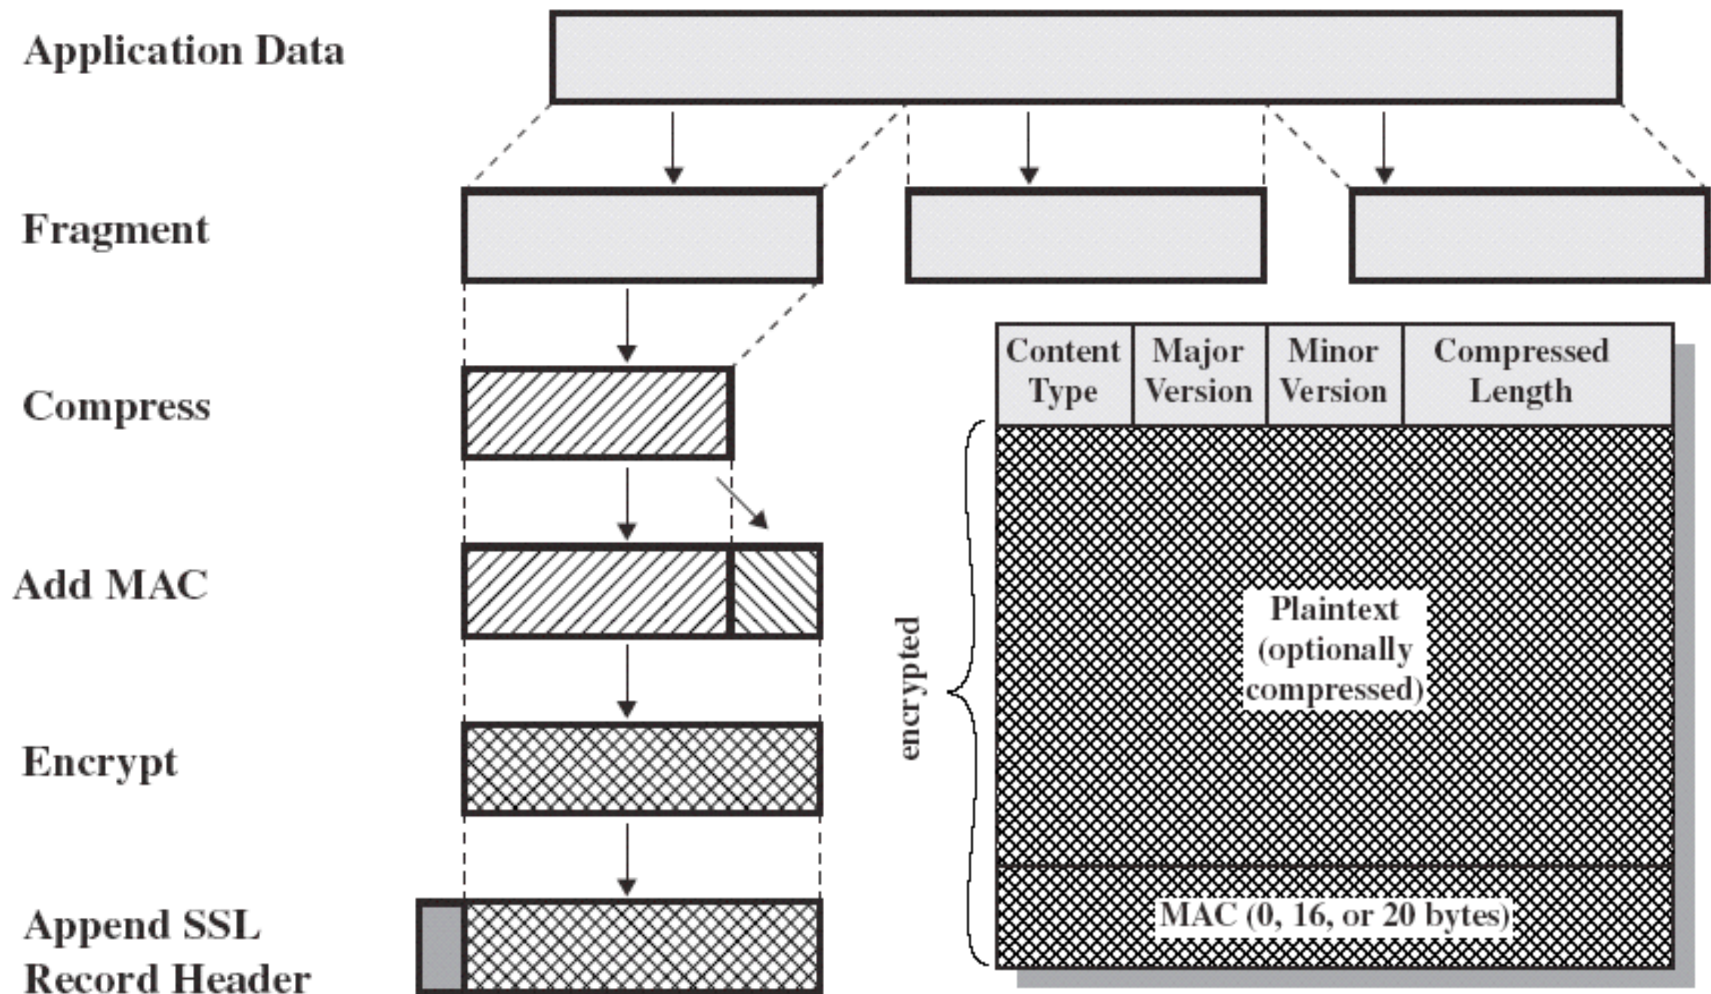 Application Data
Fragment
Compress
Add MAC
Encrypt
Append SSL
Record Header
Content
Type
Major
Version
Minor
Version
Compressed
Length
encrypted
Plaintext
(optionally
compressed)
MAC (0, 16, or 20 bytes)